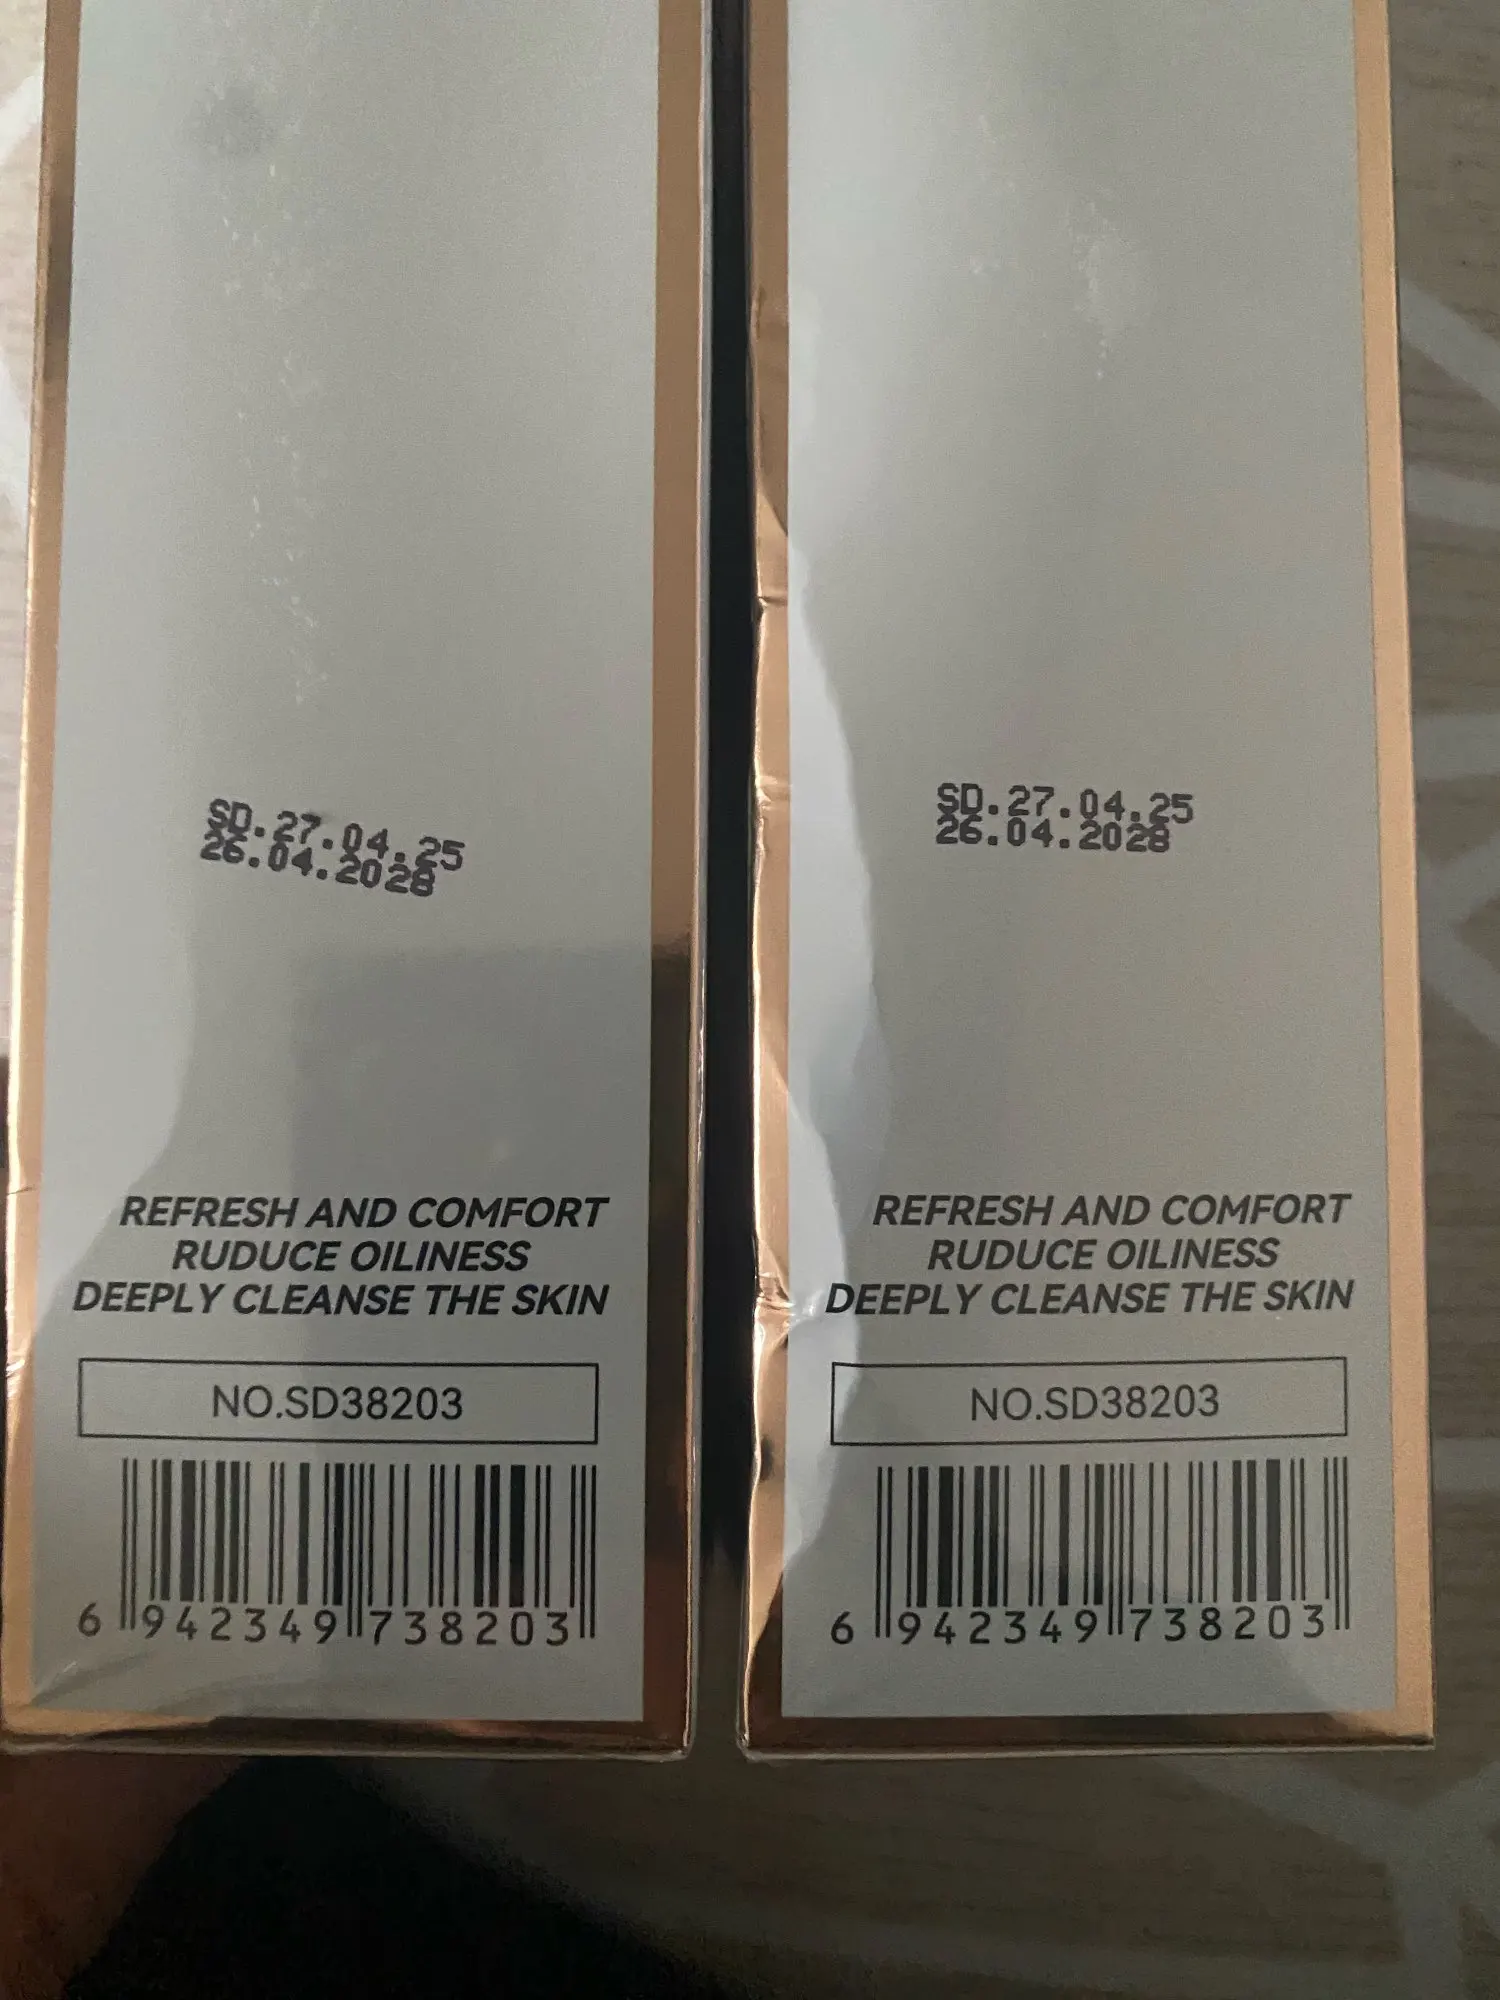 SD.27.04.25
26.04.2028
REFRESH AND COMFORT
RUDUCE OILINESS
DEEPLY CLEANSE THE SKIN
NO.SD38203
6 942349 738203
SD.27.04.25
26.04.2028
REFRESH AND COMFORT
RUDUCE OILINESS
DEEPLY CLEANSE THE SKIN
NO.SD38203
6 942349 738203